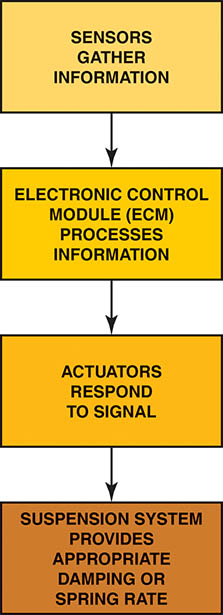 SENSORS
GATHER
INFORMATION
ELECTRONIC CONTROL
MODULE (ECM)
PROCESSES
INFORMATION
ACTUATORS
RESPOND
TO SIGNAL
SUSPENSION SYSTEM
PROVIDES
APPROPRIATE
DAMPING OR
SPRING RATE